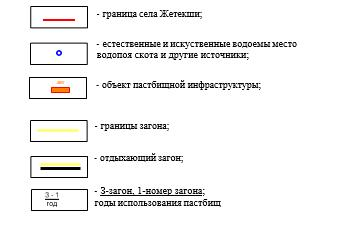 - граница села Жетекши;
- естественные и искуственные водоемы место
водопоя скота и другие источники;
- объект пастбищной инфраструктуры;
- границы загона;
- отдыхающий загон;
3 - 1
год
- 3-загон, 1-номер загона;
годы использования пастбищ